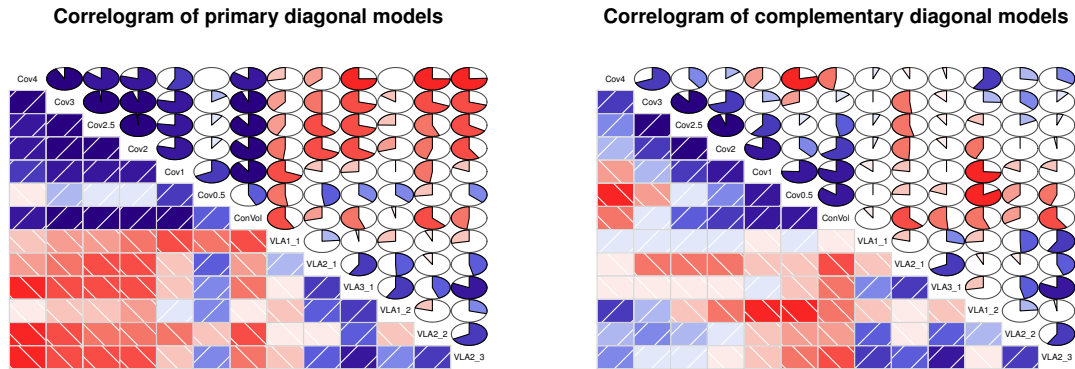 Correlogram of primary diagonal models
Cov4
Cov3
Cov2.5
Cov2
Cov1
Cov0.5
ConVol
VLA1_1
VLA2_1
VLA3_1
VLA1_2
VLA2_2
VLA2_3
Correlogram of complementary diagonal models
Cov4
Cov3
Cov2.5
Cov2
Cov1
Cov0.5
ConVol
VLA1_1
VLA2_1
VLA3_1
VLA1_2
VLA2_2
VLA2_3